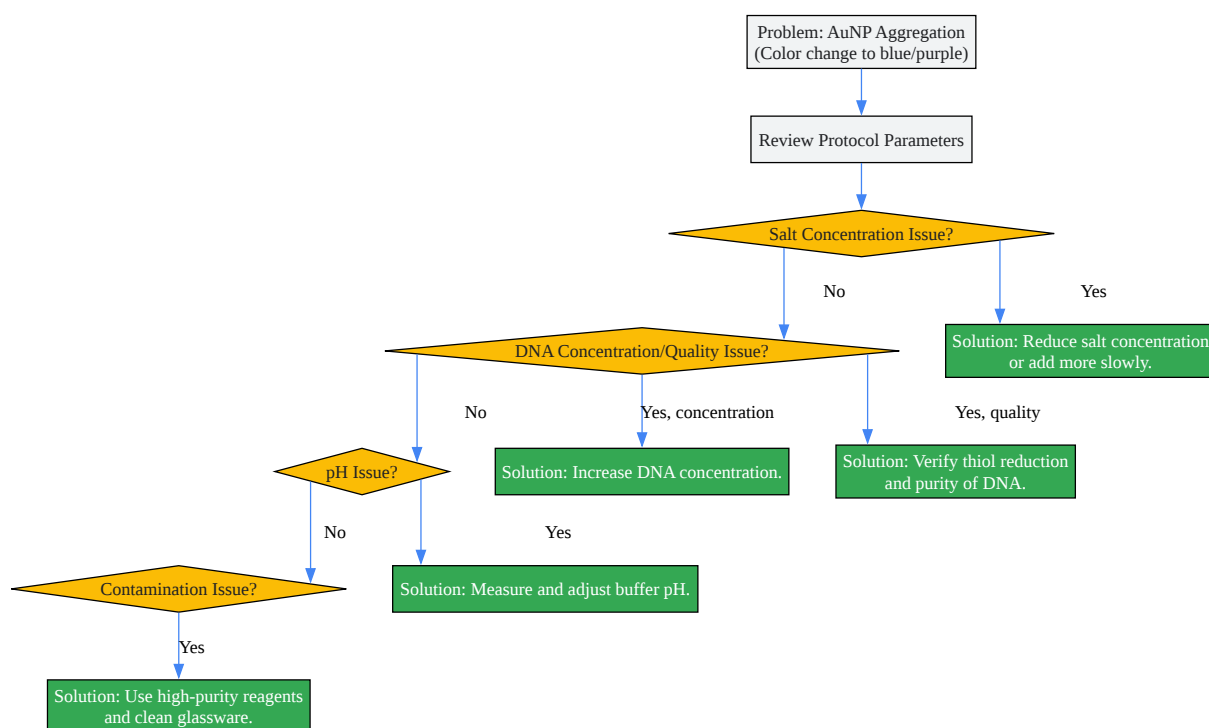 Problem: AuNP Aggregation
(Color change to blue/purple)
Review Protocol Parameters
Salt Concentration Issue?
No
Yes
DNA Concentration/Quality Issue?
Solution: Reduce salt concentration
or add more slowly.
No
Yes, concentration
Yes, quality
pH Issue?
Solution: Increase DNA concentration.
Solution: Verify thiol reduction
and purity of DNA.
No
Yes
Contamination Issue?
Solution: Measure and adjust buffer pH.
Yes
Solution: Use high-purity reagents
and clean glassware.